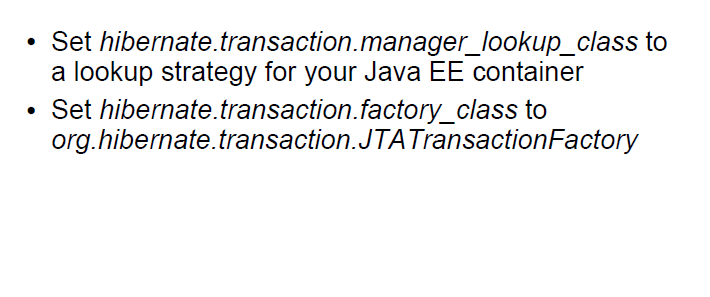 • Set hibernate.transaction.manager_lookup_class to
a lookup strategy for your Java EE container
• Set hibernate.transaction.factory_class to
org.hibernate.transaction.JTATransactionFactory